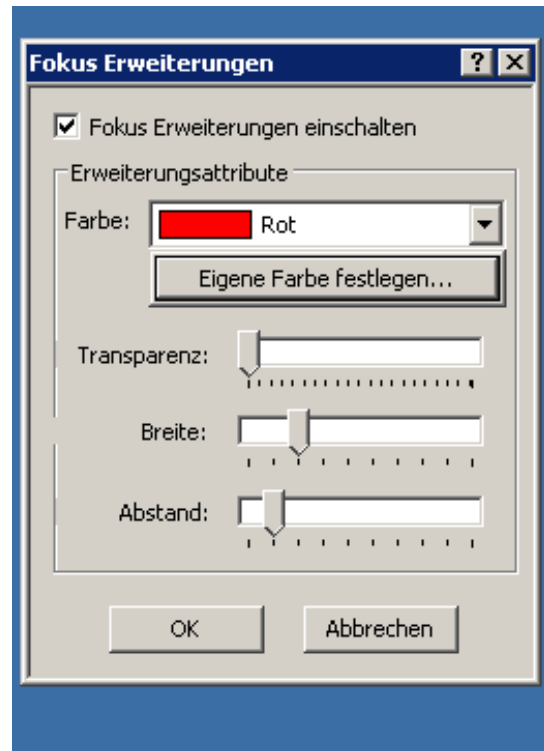 Fokus Erweiterungen
Fokus Erweiterungen einschalten
Erweiterungsattribute
Farbe: Rot
Eigene Farbe festlegen...
Transparenz:
Breite:
Abstand:
OK Abbrechen